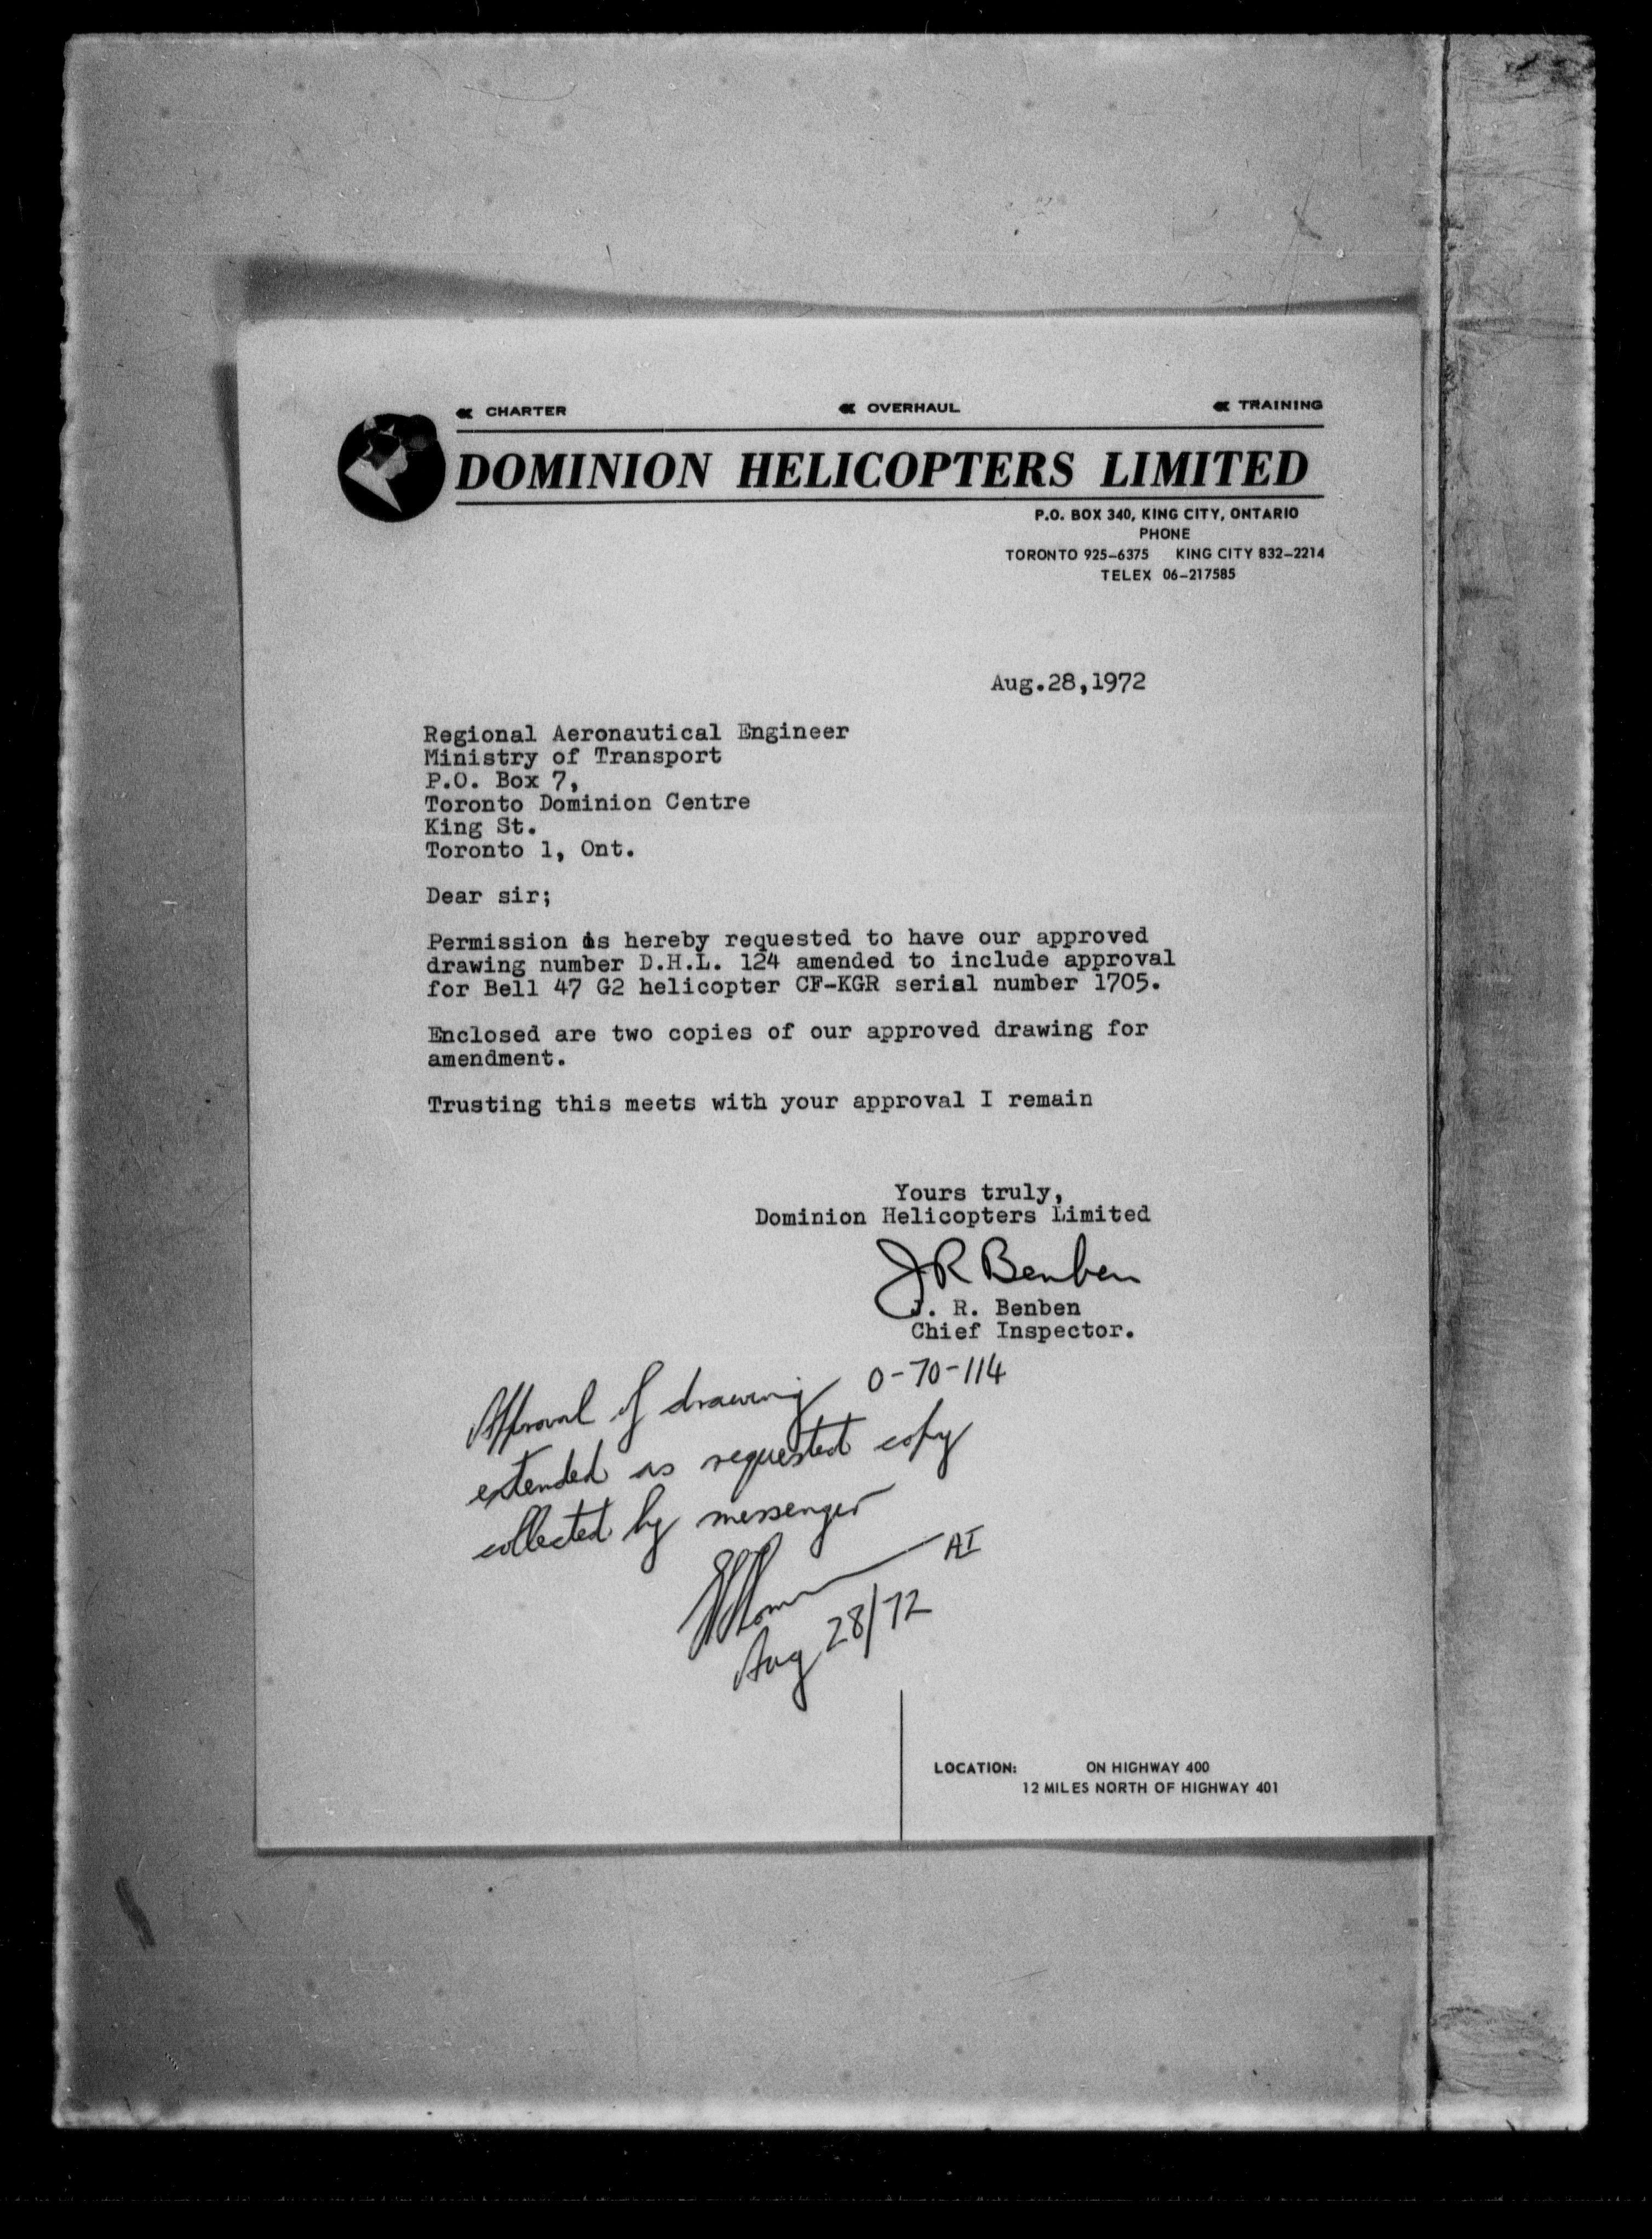 CHARTER OVERHAUL TRAINING
DOMINION HELICOPTERS LIMITED
P.O. BOX 340, KING CITY, ONTARIO
PHONE
TORONTO 925-6375 KING CITY 832-2214
TELEX 06-217585
Aug.28,1972
Regional Aeronautical Engineer
Ministry of Transport
P.O. Box 7,
Toronto Dominion Centre
King St.
Toronto 1, Ont.
Dear sir;
Permission is hereby requested to have our approved
drawing number D.H.L. 124 amended to include approval
for Bell 47 G2 helicopter CF-KGR serial number 1705.
Enclosed are two copies of our approved drawing for
amendment.
Trusting this meets with your approval I remain
Yours truly,
Dominion Helicopters Limited
JR Benben
J. R. Benben
Chief Inspector.
Approval of drawing 0-70-114
extended as requested copy
collected by messenger
AI
Aug 28/72
LOCATION: ON HIGHWAY 400
12 MILES NORTH OF HIGHWAY 401